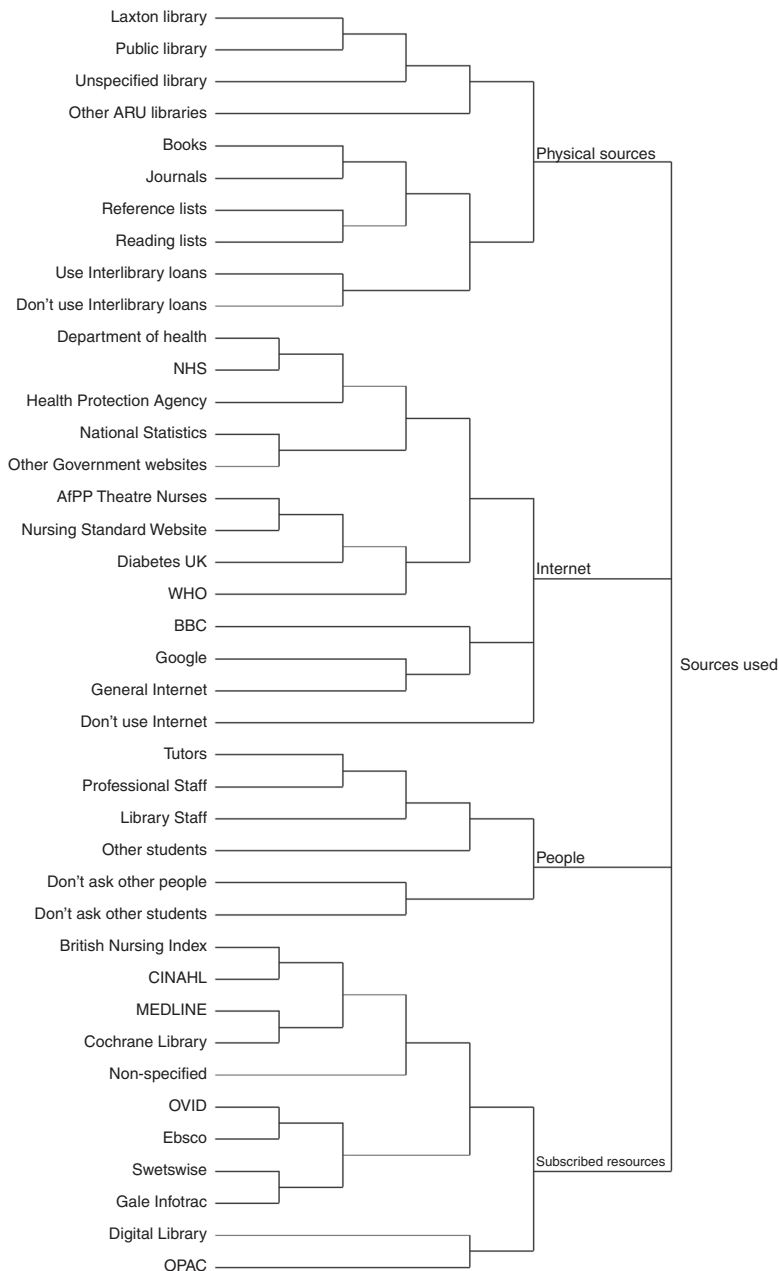 Laxton library
Public library
Unspecified library
Other ARU libraries
Books
Physical sources
Journals
Reference lists
Reading lists
Use Interlibrary loans
Don't use Interlibrary loans
Department of health
NHS
Health Protection Agency
National Statistics
Other Government websites
AfPP Theatre Nurses
Nursing Standard Website
Diabetes UK
Internet
WHO
BBC
Google
Sources used
General Internet
Don't use Internet
Tutors
Professional Staff
Library Staff
Other students
People
Don't ask other people
Don't ask other students
British Nursing Index
CINAHL
MEDLINE
Cochrane Library
Non-specified
OVID
Ebsco
Subscribed resources
Swetswise
Gale Infotrac
Digital Library
OPAC